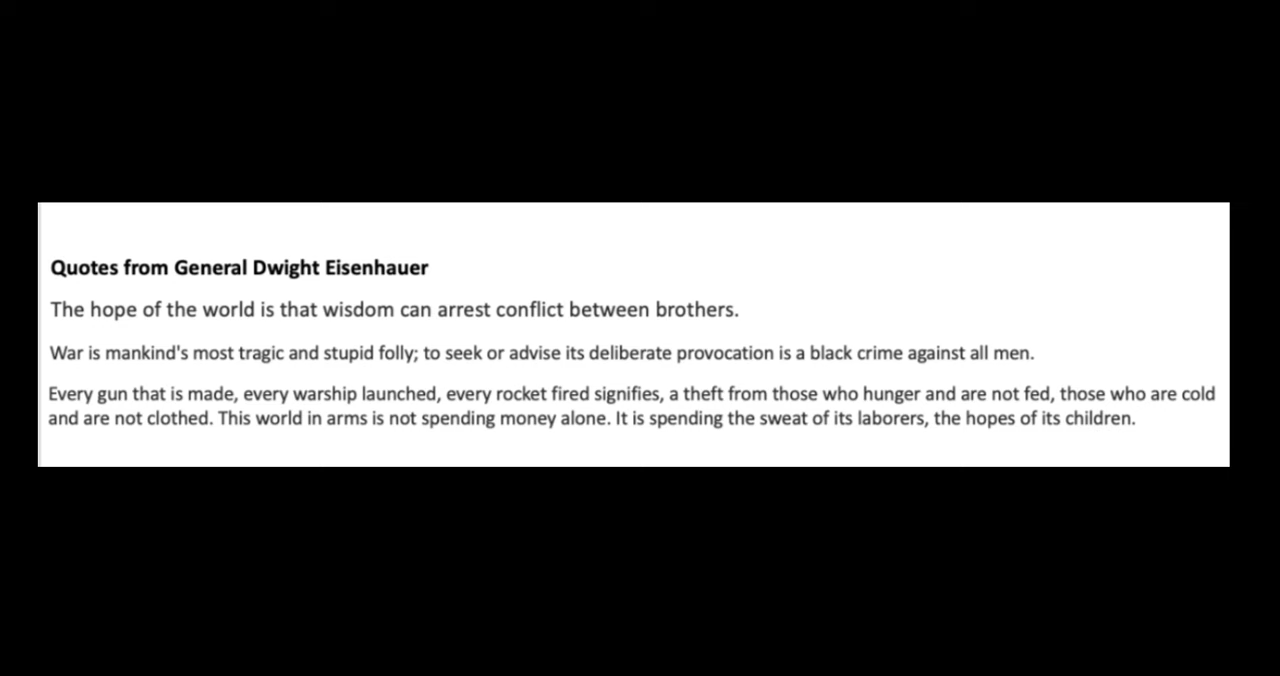 Quotes from General Dwight Eisenhauer
The hope of the world is that wisdom can arrest conflict between brothers.
War is mankind's most tragic and stupid folly; to seek or advise its deliberate provocation is a black crime against all men.
Every gun that is made, every warship launched, every rocket fired signifies, a theft from those who hunger and are not fed, those who are cold
and are not clothed. This world in arms is not spending money alone. It is spending the sweat of its laborers, the hopes of its children.